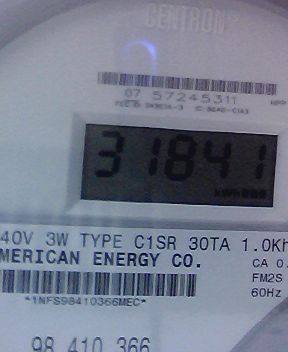 CENTRON
07 57245311
31841
kWh
40V 3W TYPE C1SR 30TA 1.0Kh
MERICAN ENERGY CO.
CA 0.
FM2S
60Hz
*1NFS98410366MEC*
98 410 366